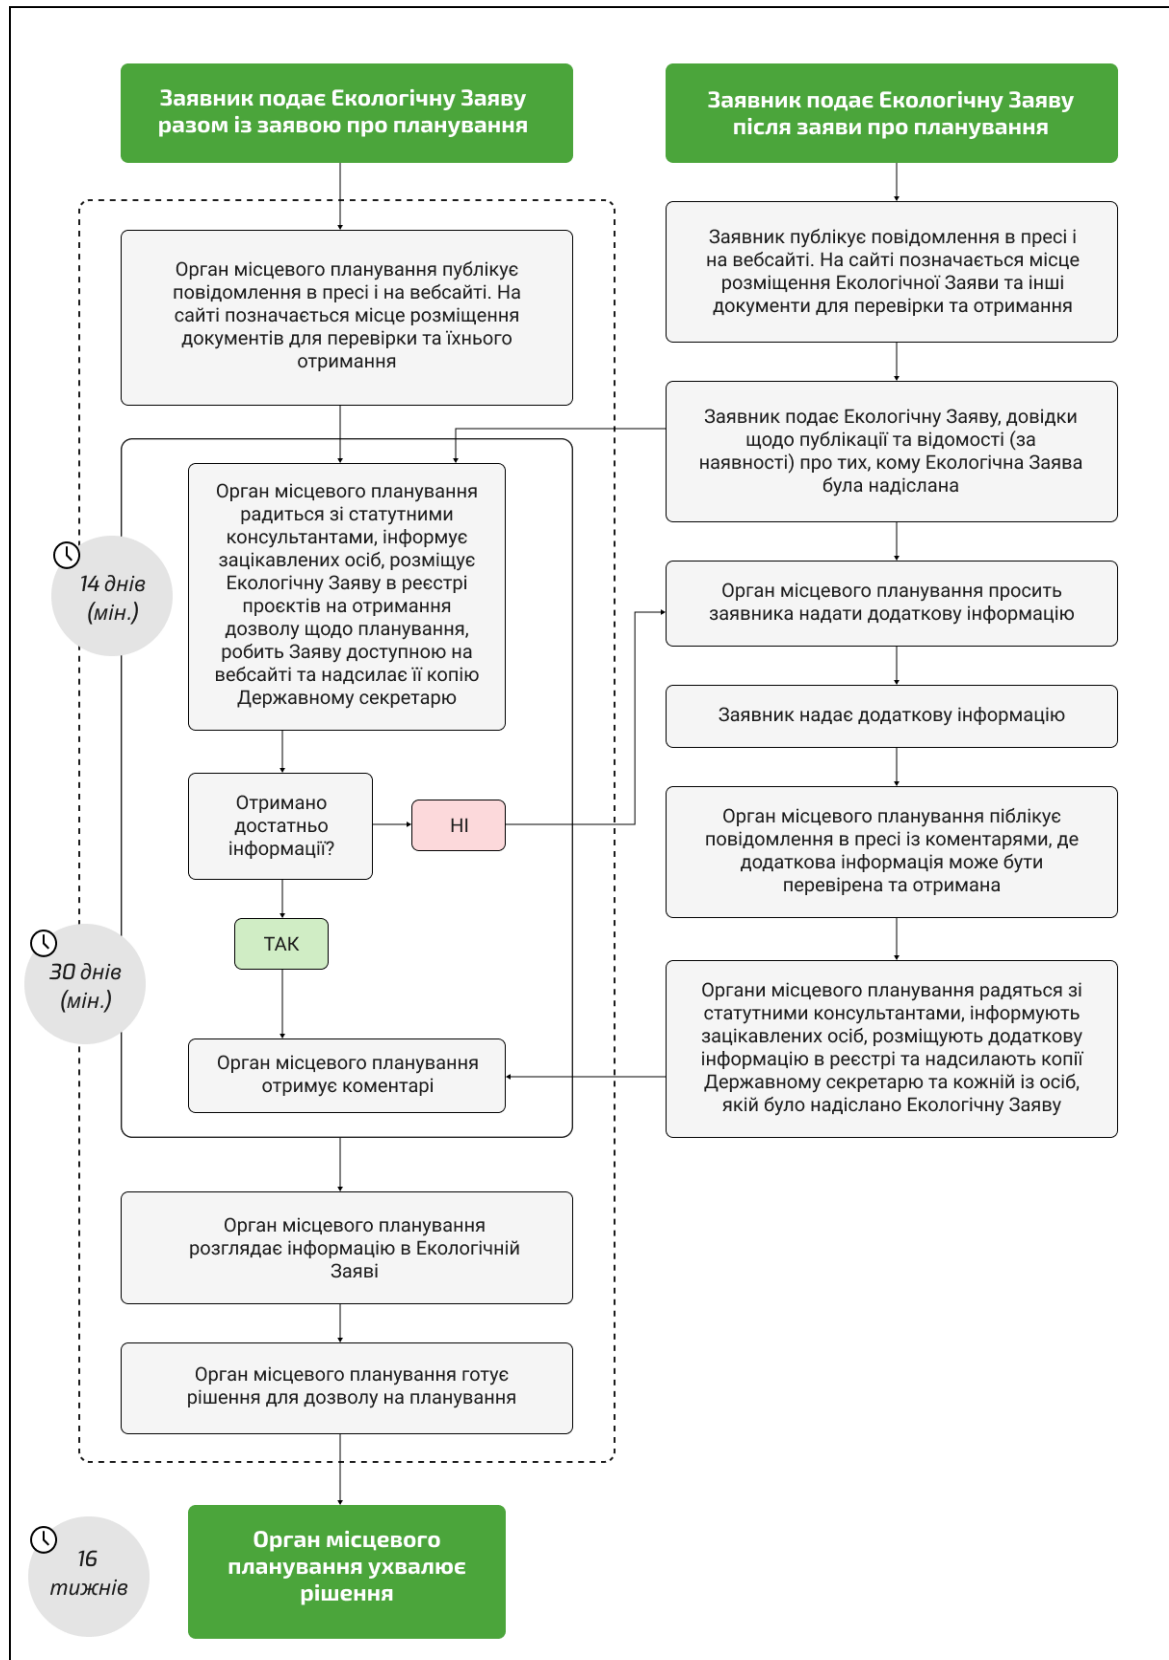 Заявник подає Екологічну Заяву
разом із заявою про планування
Орган місцевого планування публікує
повідомлення в пресі і на вебсайті. На
сайті позначається місце розміщення
документів для перевірки та їхнього
отримання
Орган місцевого планування
радиться зі статутними
консультантами, інформує
зацікавлених осіб, розміщує
Екологічну Заяву в реєстрі
проєктів на отримання
дозволу щодо планування,
робить Заяву доступною на
вебсайті та надсилає її копію
Державному секретарю
14 днів
(мін.)
Отримано
достатньо
інформації?
НІ
ТАК
30 днів
(мін.)
Орган місцевого планування
отримує коментарі
Орган місцевого планування
розглядає інформацію в Екологічній
Заяві
Орган місцевого планування готує
рішення для дозволу на планування
Орган місцевого
планування ухвалює
рішення
16
тижнів
Заявник подає Екологічну Заяву
після заяви про планування
Заявник публікує повідомлення в пресі і
на вебсайті. На сайті позначається місце
розміщення Екологічної Заяви та інші
документи для перевірки та отримання
Заявник подає Екологічну Заяву, довідки
щодо публікації та відомості (за
наявності) про тих, кому Екологічна Заява
була надіслана
Орган місцевого планування просить
заявника надати додаткову інформацію
Заявник надає додаткову інформацію
Орган місцевого планування піблікує
повідомлення в пресі із коментарями, де
додаткова інформація може бути
перевірена та отримана
Органи місцевого планування радяться зі
статутними консультантами, інформують
зацікавлених осіб, розміщують додаткову
інформацію в реєстрі та надсилають копії
Державному секретарю та кожній із осіб,
якій було надіслано Екологічну Заяву